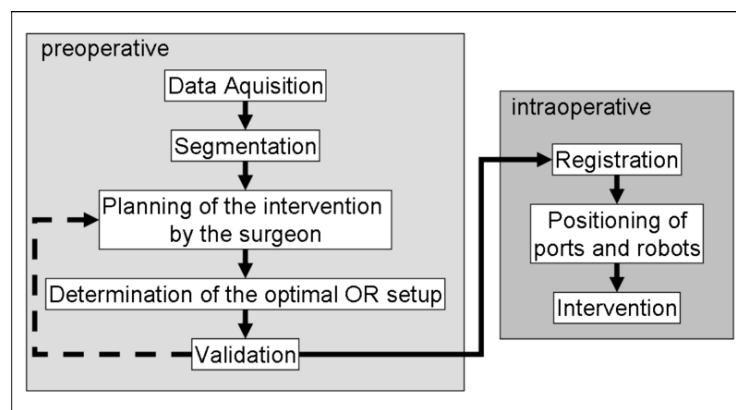 preoperative
Data Aquisition
Segmentation
Planning of the intervention
by the surgeon
Determination of the optimal OR setup
Validation
intraoperative
Registration
Positioning of
ports and robots
Intervention